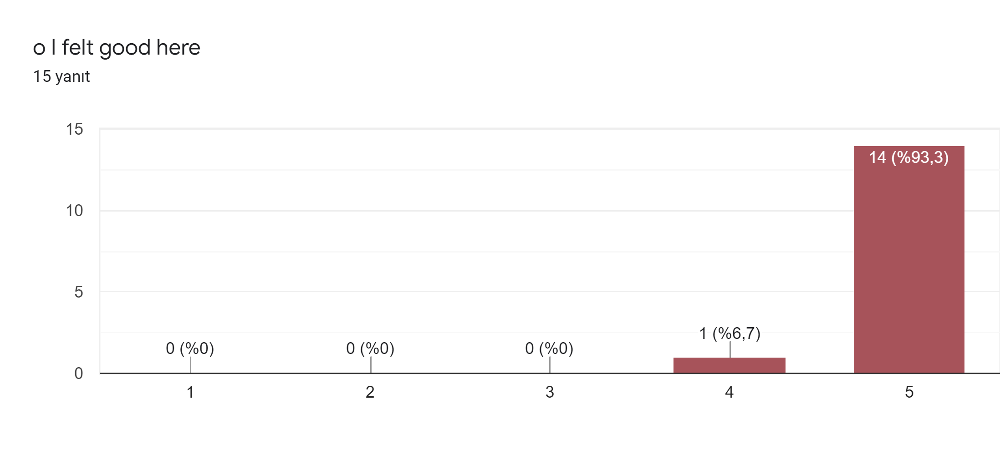 o I felt good here
15 yanıt
15
14 (%93,3)
10
5
1 (%6,7)
0 (%0) 0 (%0) 0 (%0)
0
1 2 3 4 5